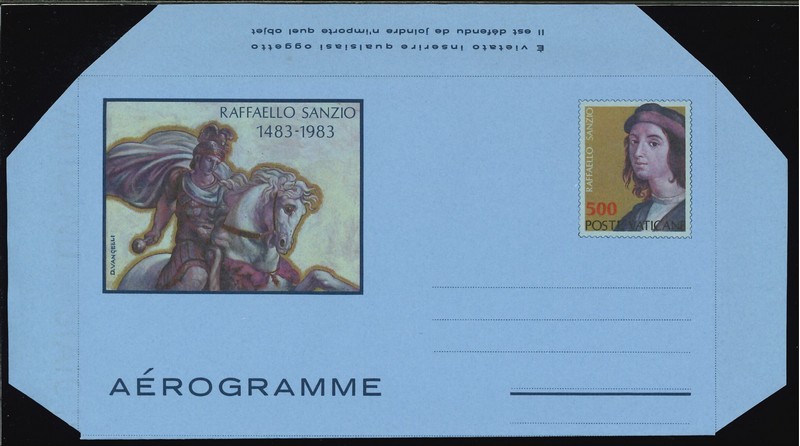 É vietato inserire qualsiasi oggetto
Il est défendu de joindre n'importe quel objet
RAFFAELLO SANZIO
1483-1983
D. VANGELLI
RAFFAELLO SANZIO
500
POSTE VATICANE
AÉROGRAMME